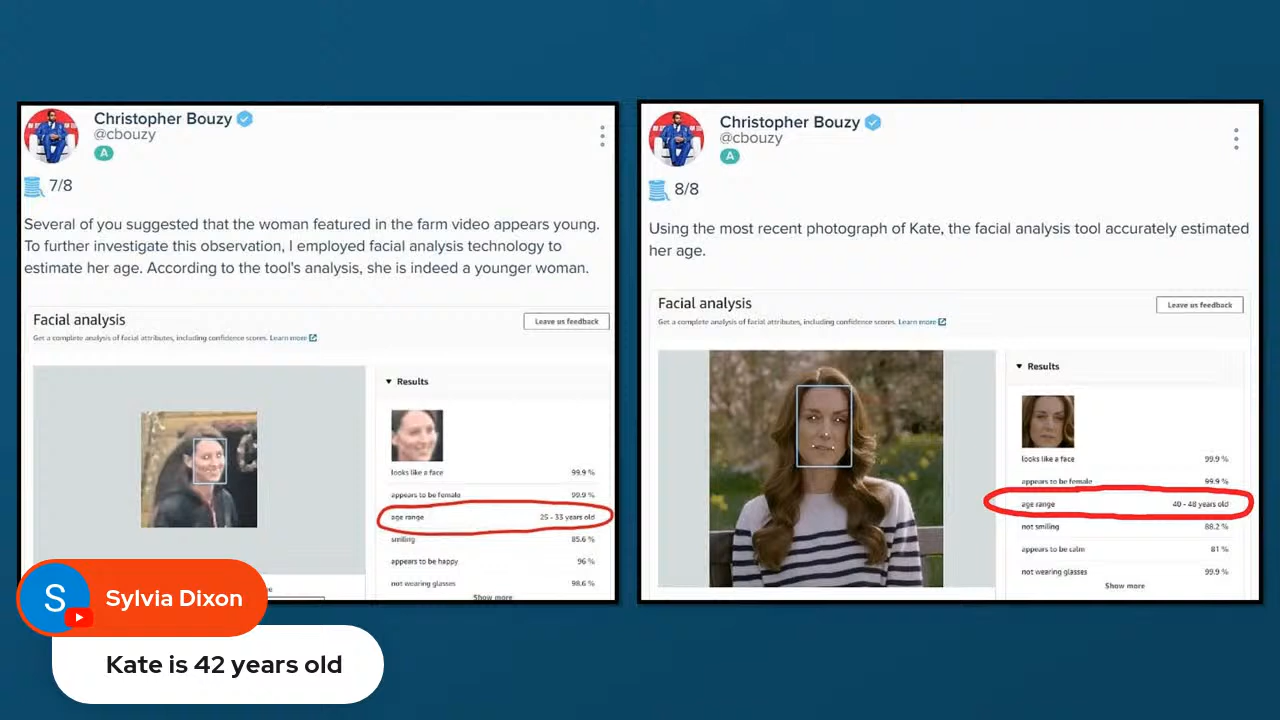 Christopher Bouzy
@cbouzy
A
7/8
Several of you suggested that the woman featured in the farm video appears young.
To further investigate this observation, I employed facial analysis technology to
estimate her age. According to the tool's analysis, she is indeed a younger woman.
Facial analysis
Leave us feedback
Get a complete analysis of facial attributes, including confidence scores. Learn more
Results
looks like a face 99.9 %
appears to be female 99.9 %
age range 25 - 33 years old
smiling 85.6 %
appears to be happy 96 %
not wearing glasses 98.6 %
Show more
Christopher Bouzy
@cbouzy
A
8/8
Using the most recent photograph of Kate, the facial analysis tool accurately estimated
her age.
Facial analysis
Leave us feedback
Get a complete analysis of facial attributes, including confidence scores. Learn more
Results
looks like a face 99.9 %
appears to be female 99.9 %
age range 40 - 48 years old
not smiling 88.2 %
appears to be calm 81 %
not wearing glasses 99.9 %
Show more
S
Sylvia Dixon
Kate is 42 years old